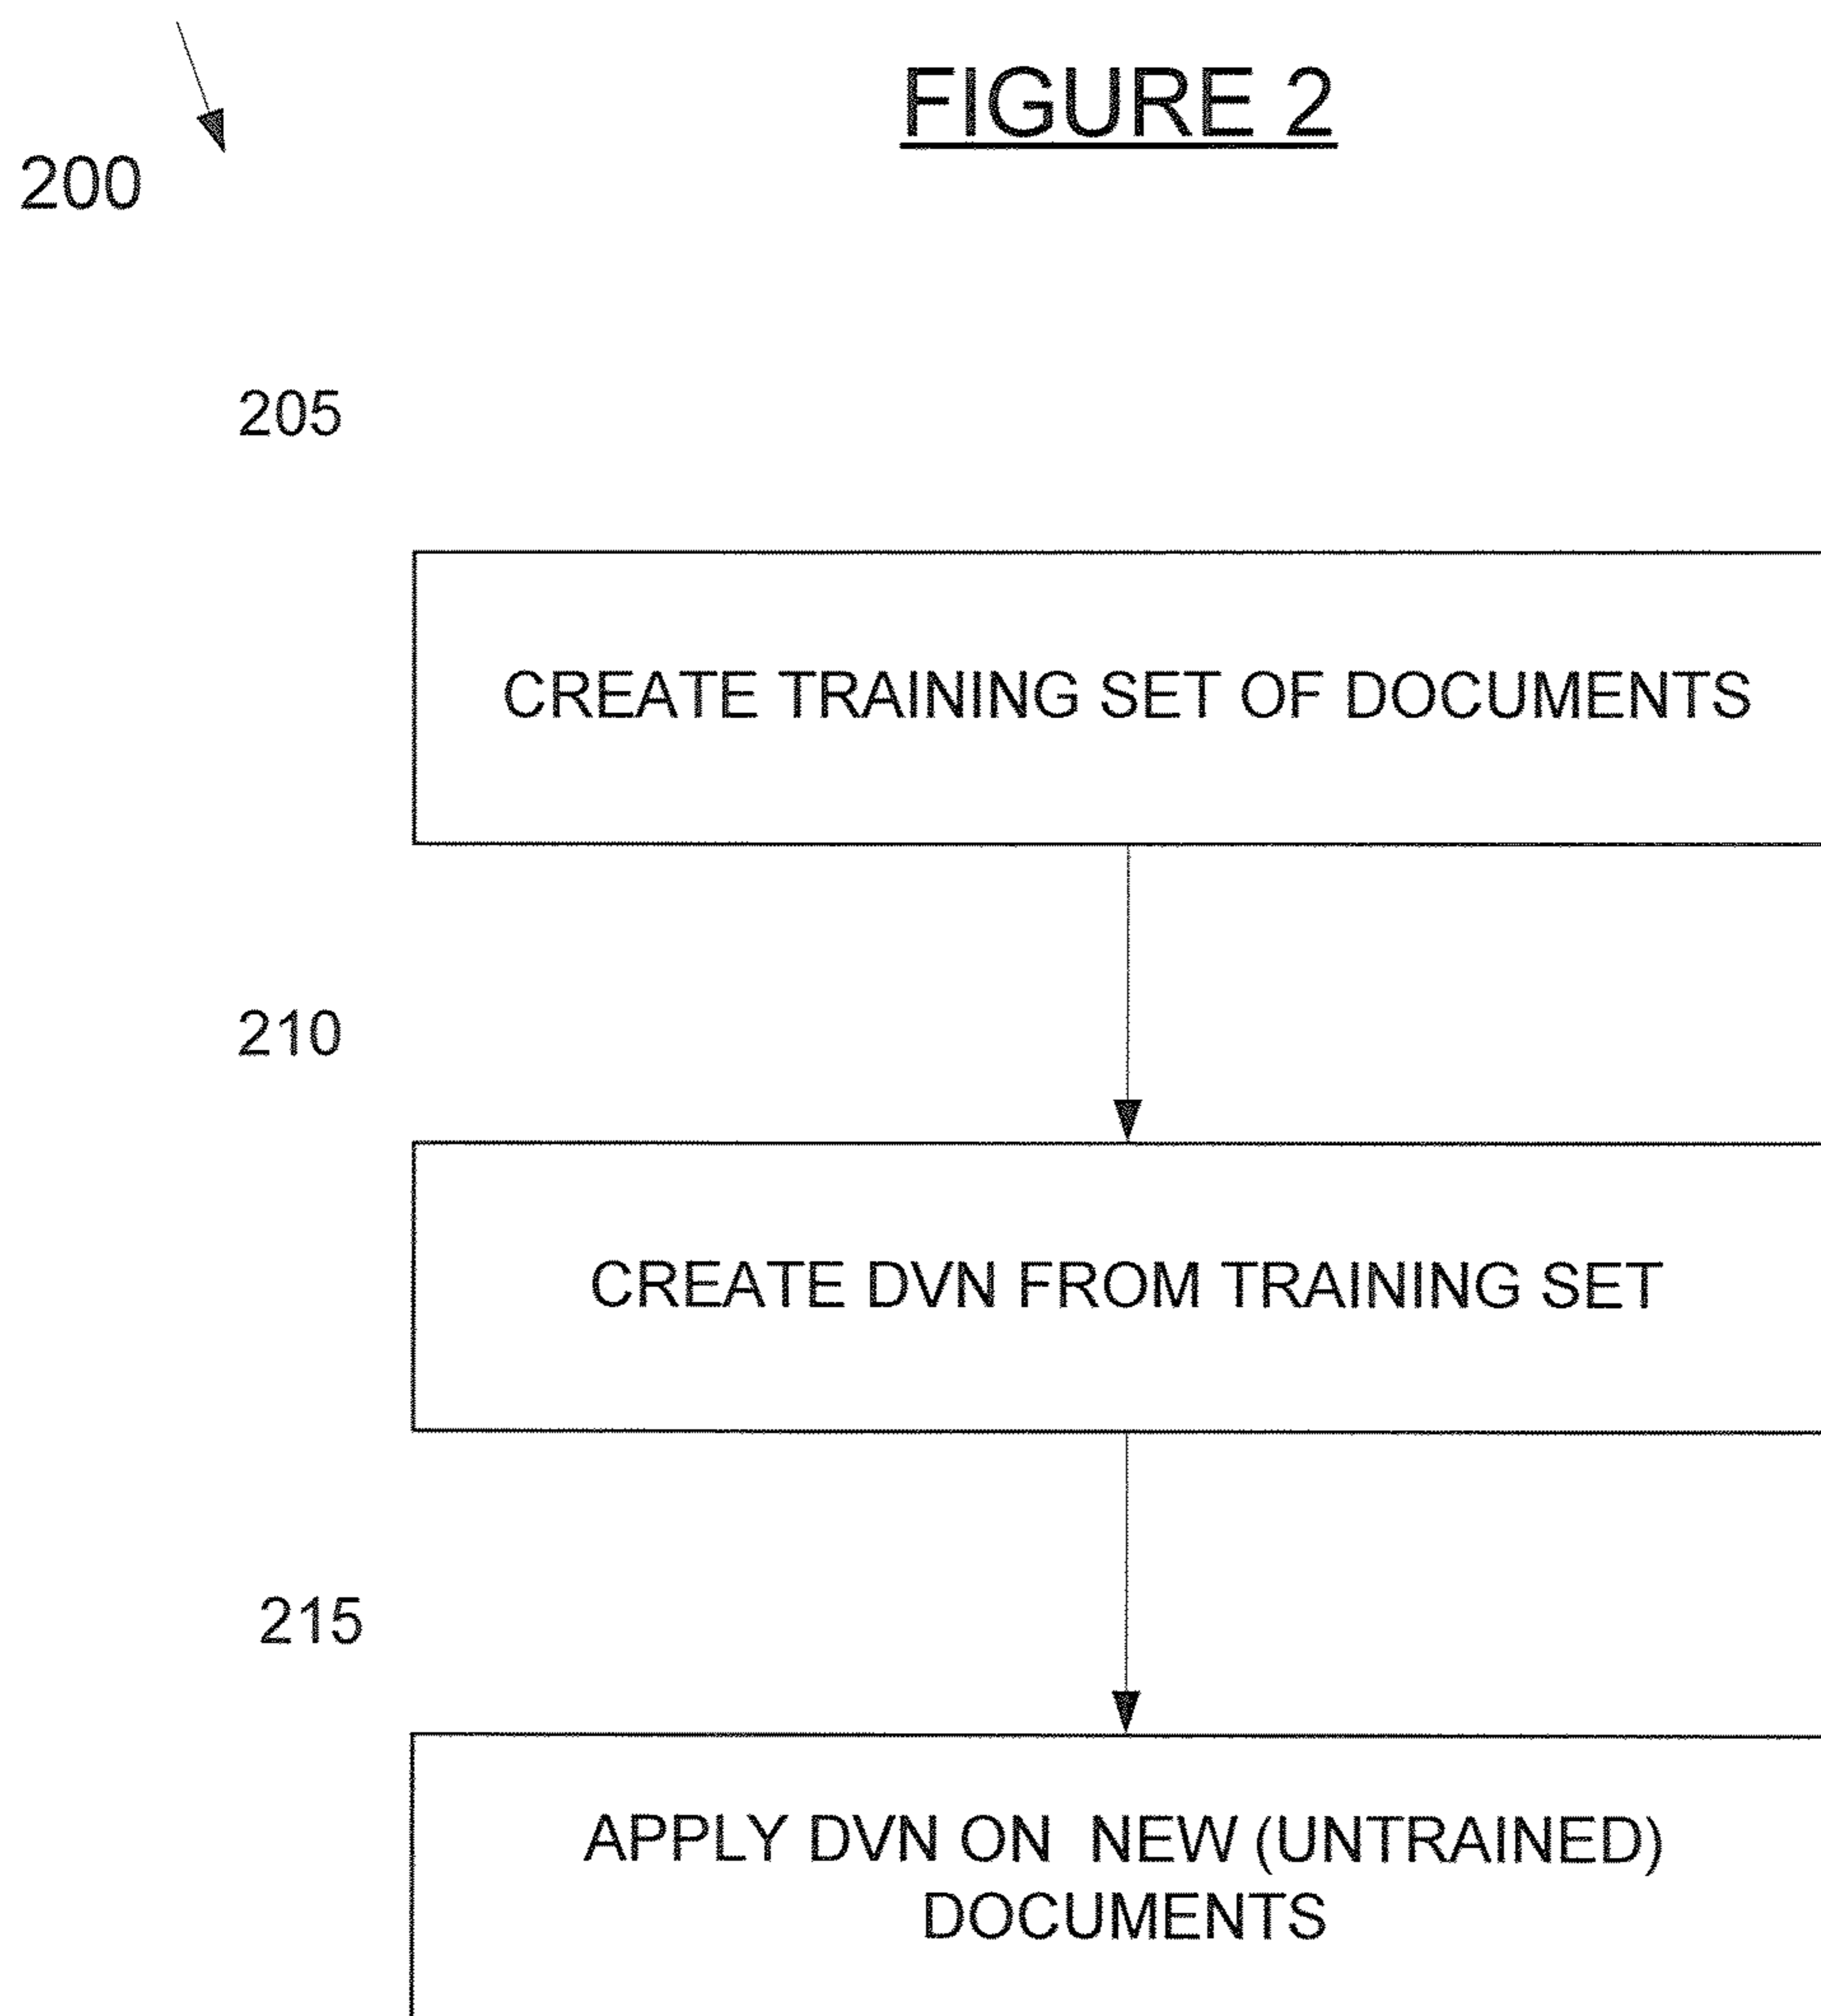 FIGURE 2
200
205
CREATE TRAINING SET OF DOCUMENTS
210
CREATE DVN FROM TRAINING SET
215
APPLY DVN ON NEW (UNTRAINED)
DOCUMENTS